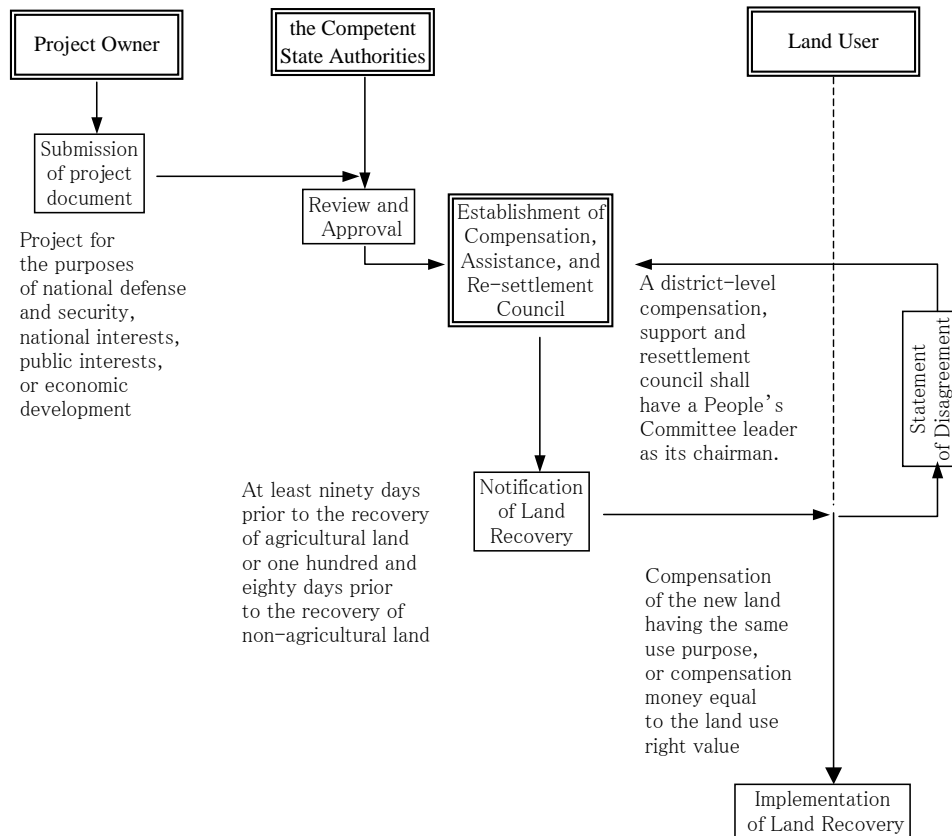 Project Owner
the Competent
State Authorities
Land User
Submission
of project
document
Review and
Approval
Establishment of
Compensation,
Assistance, and
Re-settlement
Council
Project for
the purposes
of national defense
and security,
national interests,
public interests,
or economic
development
A district-level
compensation,
support and
resettlement
council shall
have a People's
Committee leader
as its chairman.
Statement
of Disagreement
At least ninety days
prior to the recovery
of agricultural land
or one hundred and
eighty days prior
to the recovery of
non-agricultural land
Notification
of Land
Recovery
Compensation
of the new land
having the same
use purpose,
or compensation
money equal
to the land use
right value
Implementation
of Land Recovery